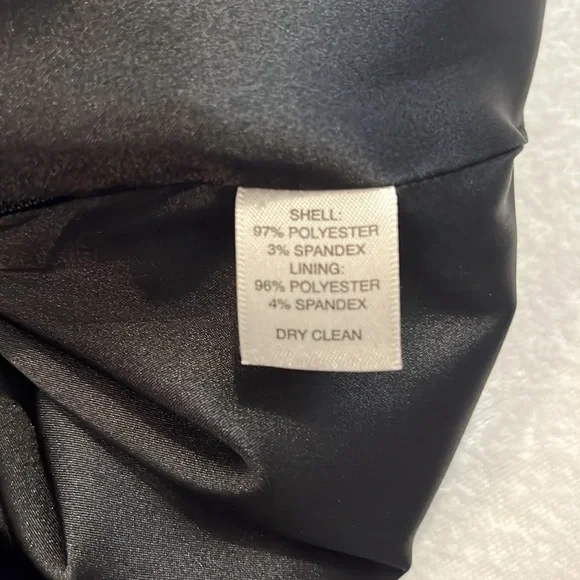 SHELL:
97% POLYESTER
3% SPANDEX
LINING:
96% POLYESTER
4% SPANDEX
DRY CLEAN